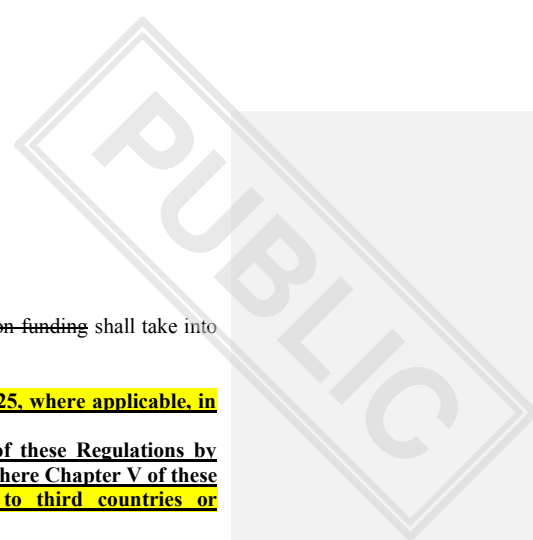 on funding shall take into
25, where applicable, in
of these Regulations by
here Chapter V of these
to third countries or
PUBLIC